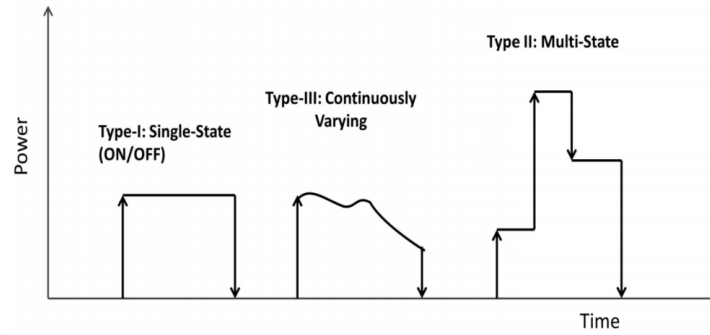 Type II: Multi-State
Type-III: Continuously
Varying
Type-I: Single-State
(ON/OFF)
Power
Time